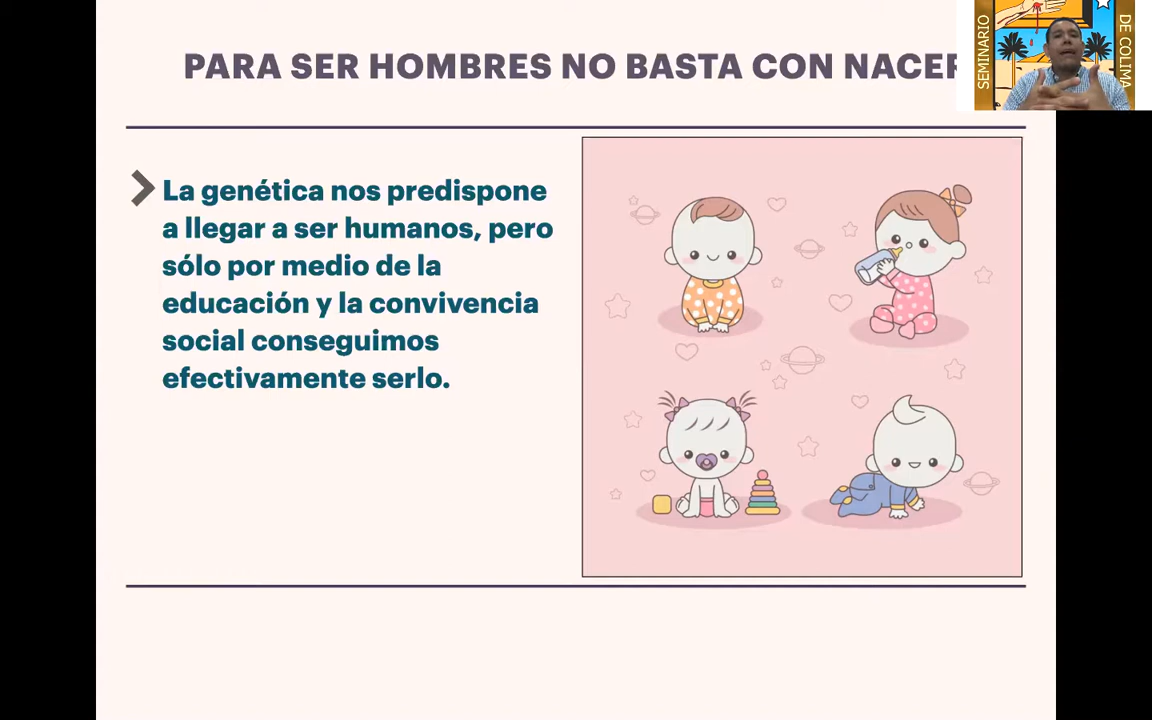 PARA SER HOMBRES NO BASTA CON NACER
La genética nos predispone
a llegar a ser humanos, pero
sólo por medio de la
educación y la convivencia
social conseguimos
efectivamente serlo.
SEMINARIO
DE COLIMA